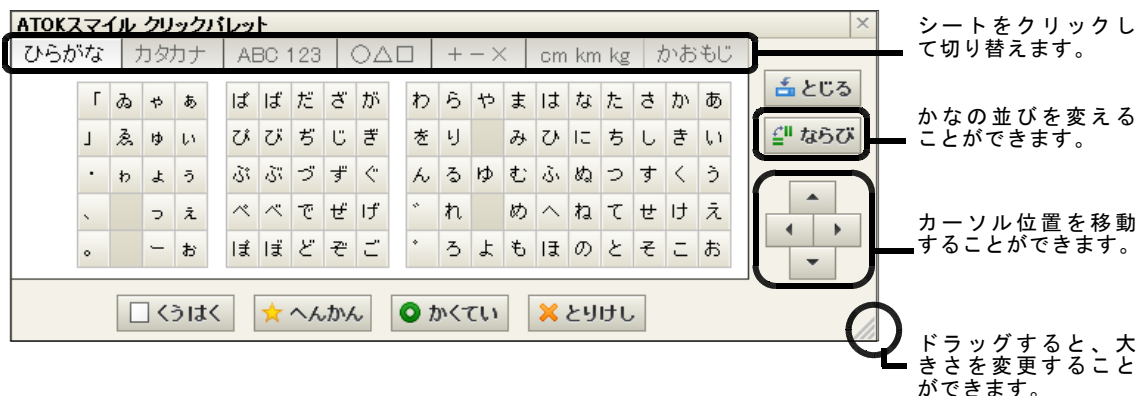 ATOKスマイル クリックパレット
ひらがな カタカナ ABC 123 ○△□ +-× cm km kg かおもじ
「 ゐ ゃ ぁ ぱ ば だ ざ が わ ら や ま は な た さ か あ
」 ゑ ゅ ぃ ぴ び ぢ じ ぎ を り み ひ に ち し き い
・ ゎ ょ ぅ ぷ ぶ づ ず ぐ ん る ゆ む ふ ぬ つ す く う
、 っ ぇ ぺ べ で ぜ げ ゛ れ め へ ね て せ け え
。 ー ぉ ぽ ぼ ど ぞ ご ゜ ろ よ も ほ の と そ こ お
とじる
ならび
くうはく へんかん かくてい とりけし
シートをクリックし
て切り替えます。
かなの並びを変える
ことができます。
カーソル位置を移動
することができます。
ドラッグすると、大
きさを変更すること
ができます。